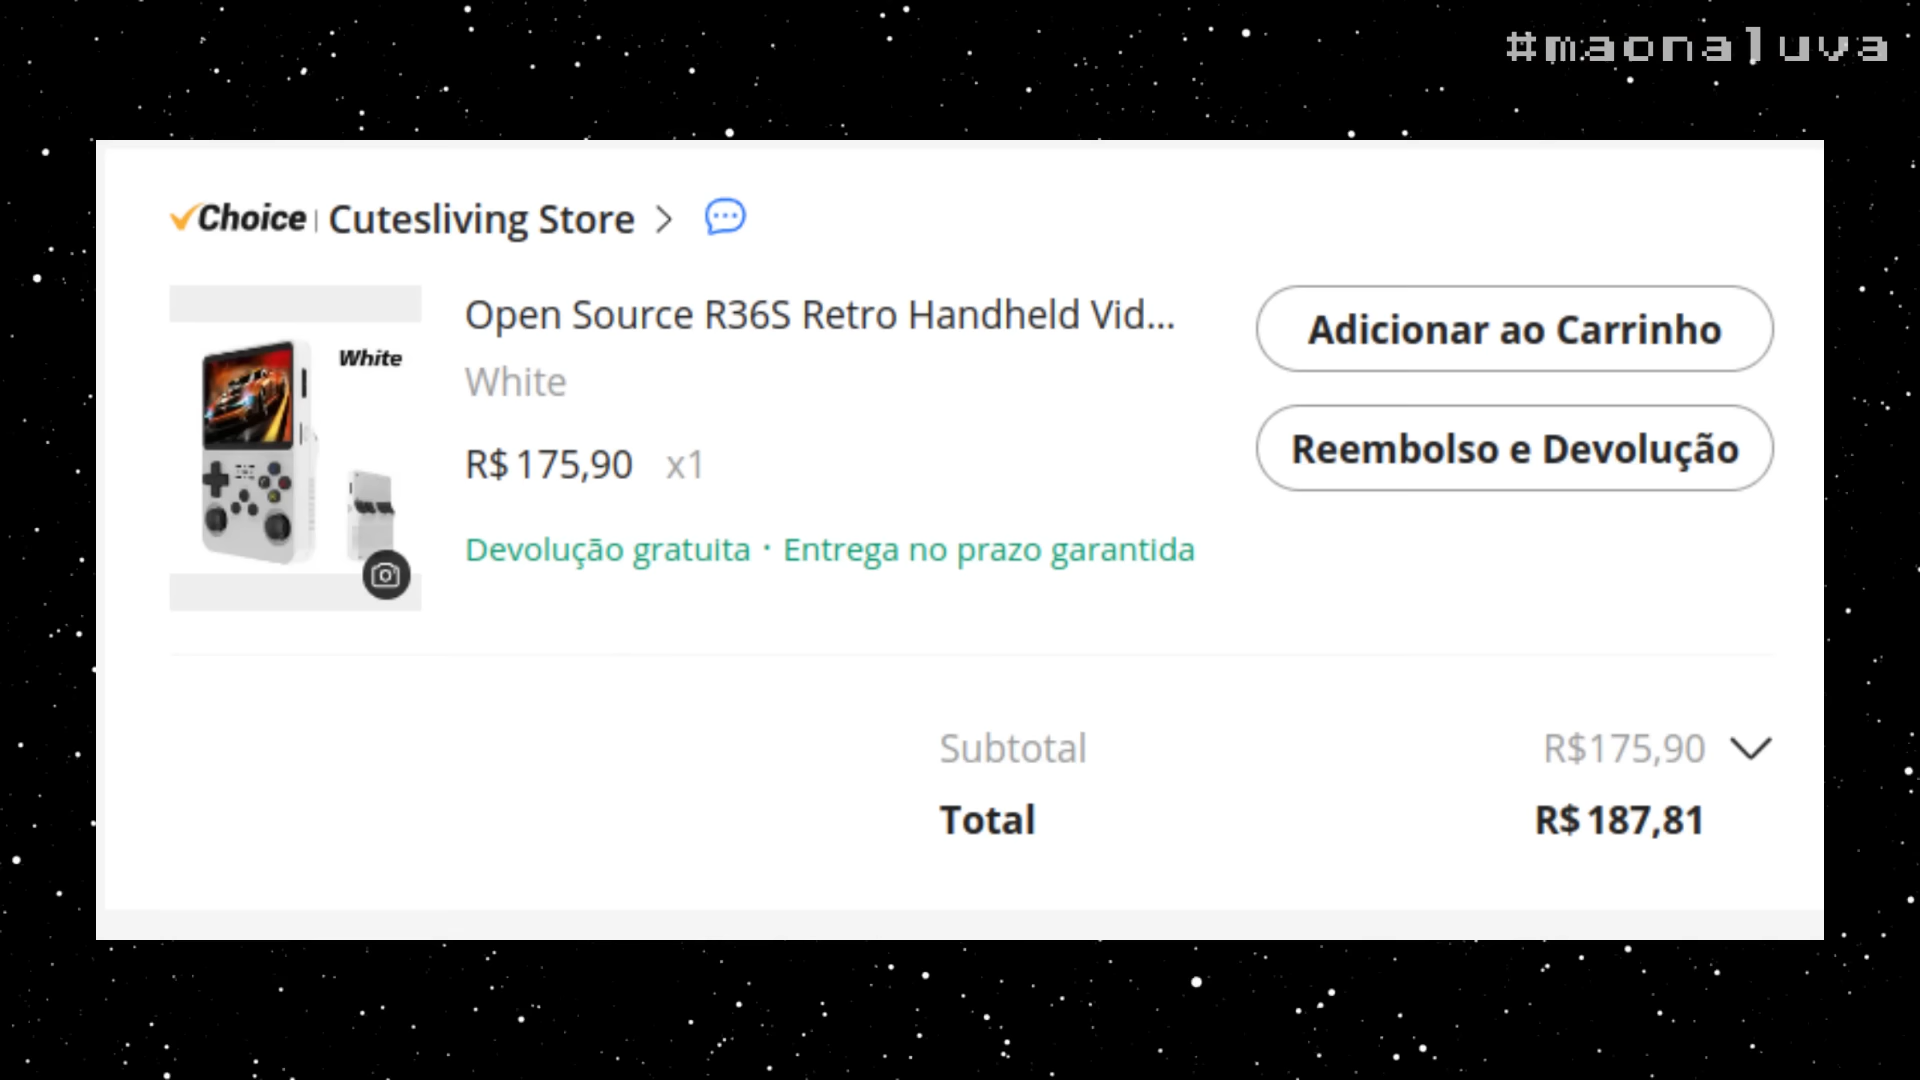 #maonaluva
Choice | Cutesliving Store >
Open Source R36S Retro Handheld Vid...
White
White
R$ 175,90 x1
Devolução gratuita · Entrega no prazo garantida
Adicionar ao Carrinho
Reembolso e Devolução
Subtotal R$175,90
Total R$ 187,81